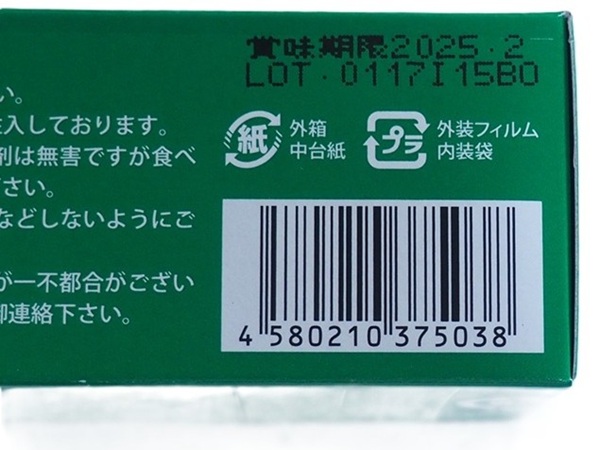 賞味期限2025.2
LOT.0117I15B0
い。
注入しております。
剤は無害ですが食べ
ださい。
などしないようにご
が一不都合がござい
御連絡下さい。
紙 外箱
中台紙
プラ 外装フィルム
内装袋
4 580210 375038